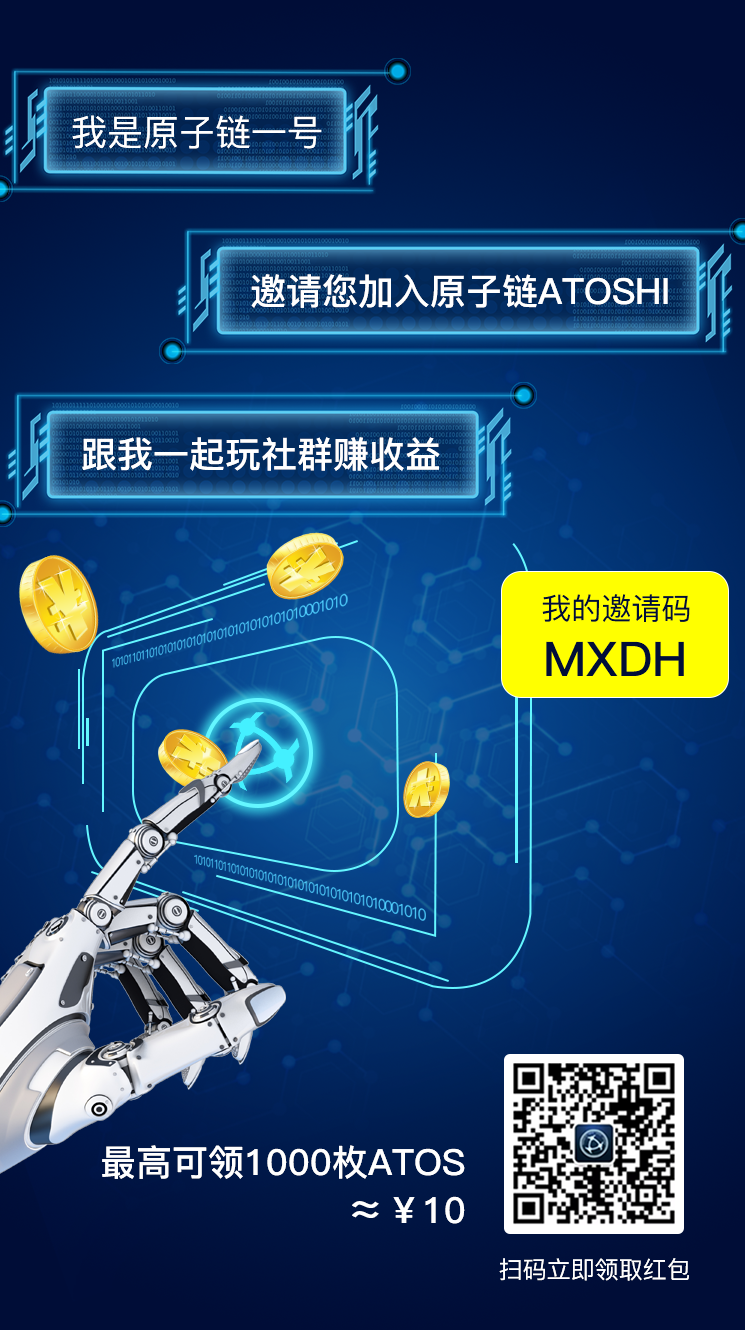 我是原子链一号
邀请您加入原子链ATOSHI
跟我一起玩社群赚收益
我的邀请码
MXDH
最高可领1000枚ATOS
≈ ¥10
扫码立即领取红包